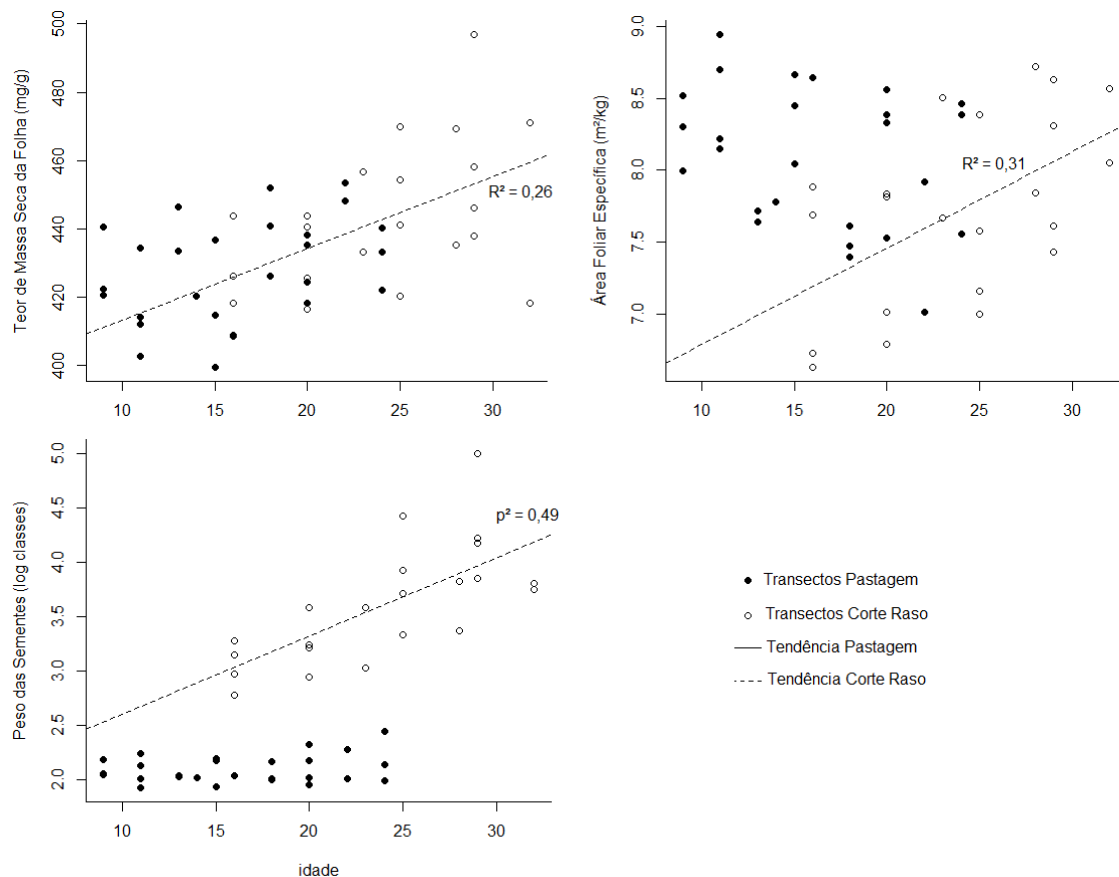 Teor de Massa Seca da Folha (mg/g)
500
480
460
440
420
400
R² = 0,26
10 15 20 25 30
Área Foliar Específica (m²/kg)
9.0
8.5
8.0
7.5
7.0
R² = 0,31
10 15 20 25 30
Peso das Sementes (log classes)
5.0
4.5
4.0
3.5
3.0
2.5
2.0
p² = 0,49
10 15 20 25 30
idade
Transectos Pastagem
Transectos Corte Raso
Tendência Pastagem
Tendência Corte Raso